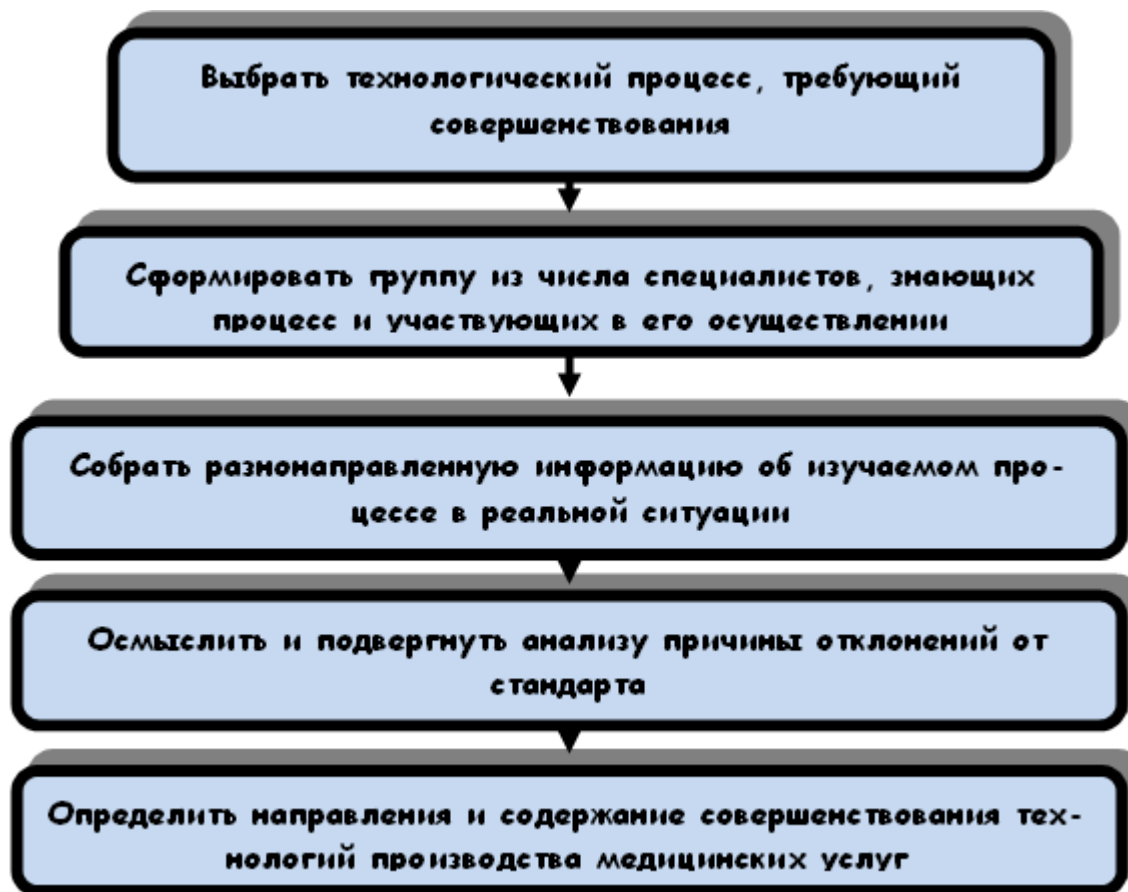 Выбрать технологический процесс, требующий
совершенствования
Сформировать группу из числа специалистов, знающих
процесс и участвующих в его осуществлении
Собрать разнонаправленную информацию об изучаемом про-
цессе в реальной ситуации
Осмыслить и подвергнуть анализу причины отклонений от
стандарта
Определить направления и содержание совершенствования тех-
нологий производства медицинских услуг